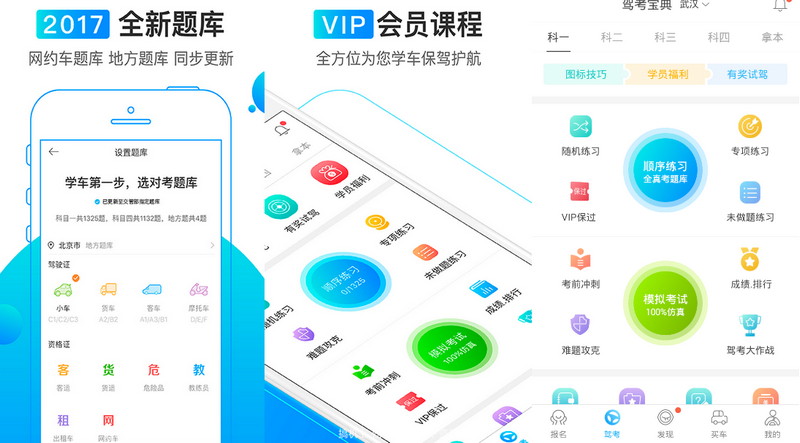 2017 全新题库
网约车题库 地方题库 同步更新
设置题库
学车第一步，选对考题库
已更新至交管部指定题库
科目一共1325题，科目四共1132题，地方题共4题
北京市 地方题库
驾驶证
小车 货车 客车 摩托车
C1/C2/C3 A2/B2 A1/A3/B1 D/E/F
资格证
客 货 危 教
客运 货运 危险品 教练员
租 网
出租车 网约车
VIP 会员课程
全方位为您学车保驾护航
拿本
学员福利
有奖试驾
专项练习
顺序练习
0/1325
未做题练习
随机练习
成绩.排行
难题攻克
模拟考试
100%仿真
考前冲刺
VIP保过
驾考宝典 武汉
科一 科二 科三 科四 拿本
图标技巧 学员福利 有奖试驾
随机练习
顺序练习
全真考题库
专项练习
保过
VIP保过
未做题练习
考前冲刺
模拟考试
100%仿真
成绩.排行
难题攻克
驾考大作战
报名 驾考 发现 买车 我的